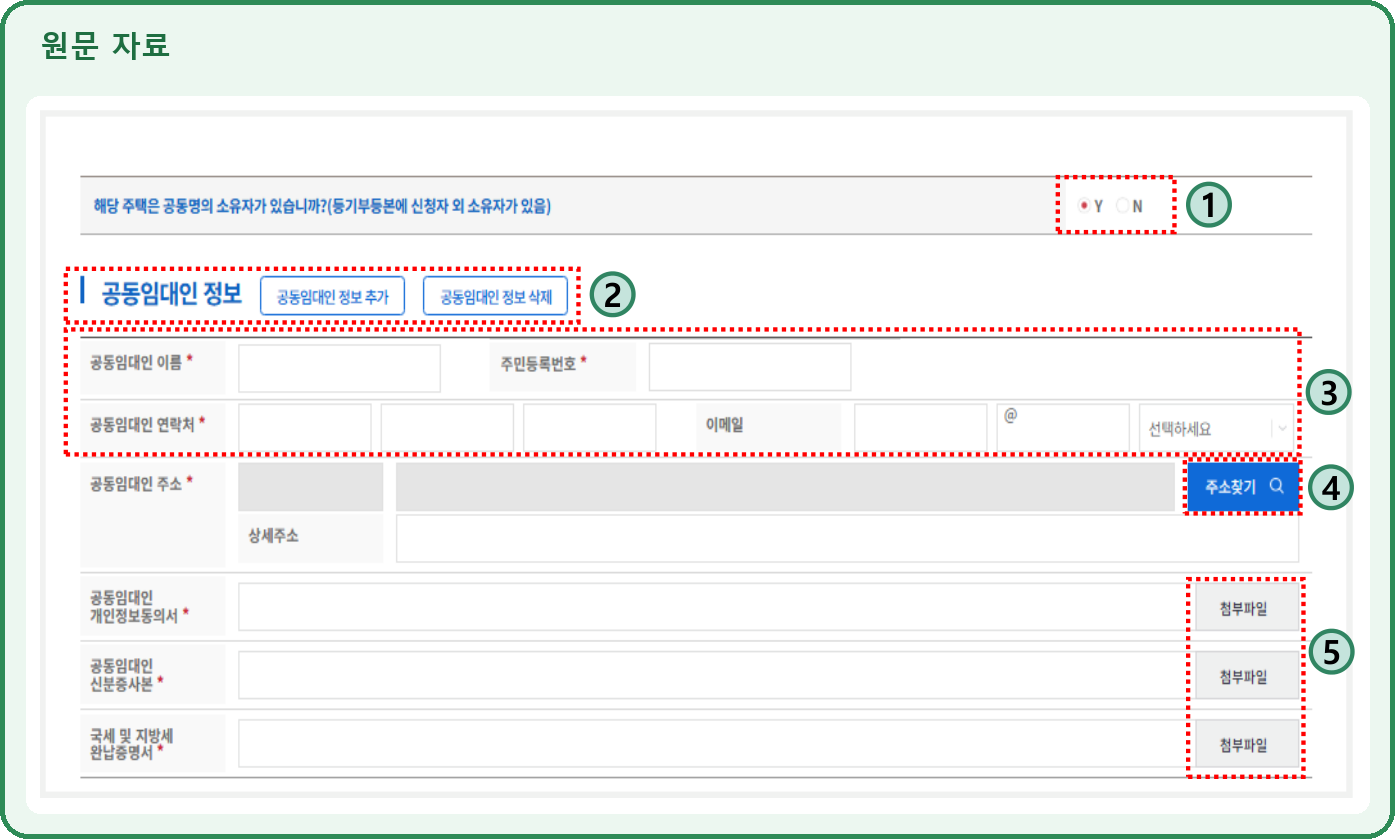 원문 자료
해당 주택은 공통명의 소유자가 있습니까?(등기부등본에 신청자 외 소유자가 있음) Y N 1
공동임대인 정보 공동임대인 정보 추가 공동임대인 정보 삭제 2
공동임대인 이름 * 주민등록번호 *
3
공동임대인 연락처 * 이메일 @ 선택하세요
공동임대인 주소 * 주소찾기 4
상세주소
공동임대인
개인정보동의서 * 첨부파일
5
공동임대인
신분증사본 * 첨부파일
국세 및 지방세
완납증명서 * 첨부파일